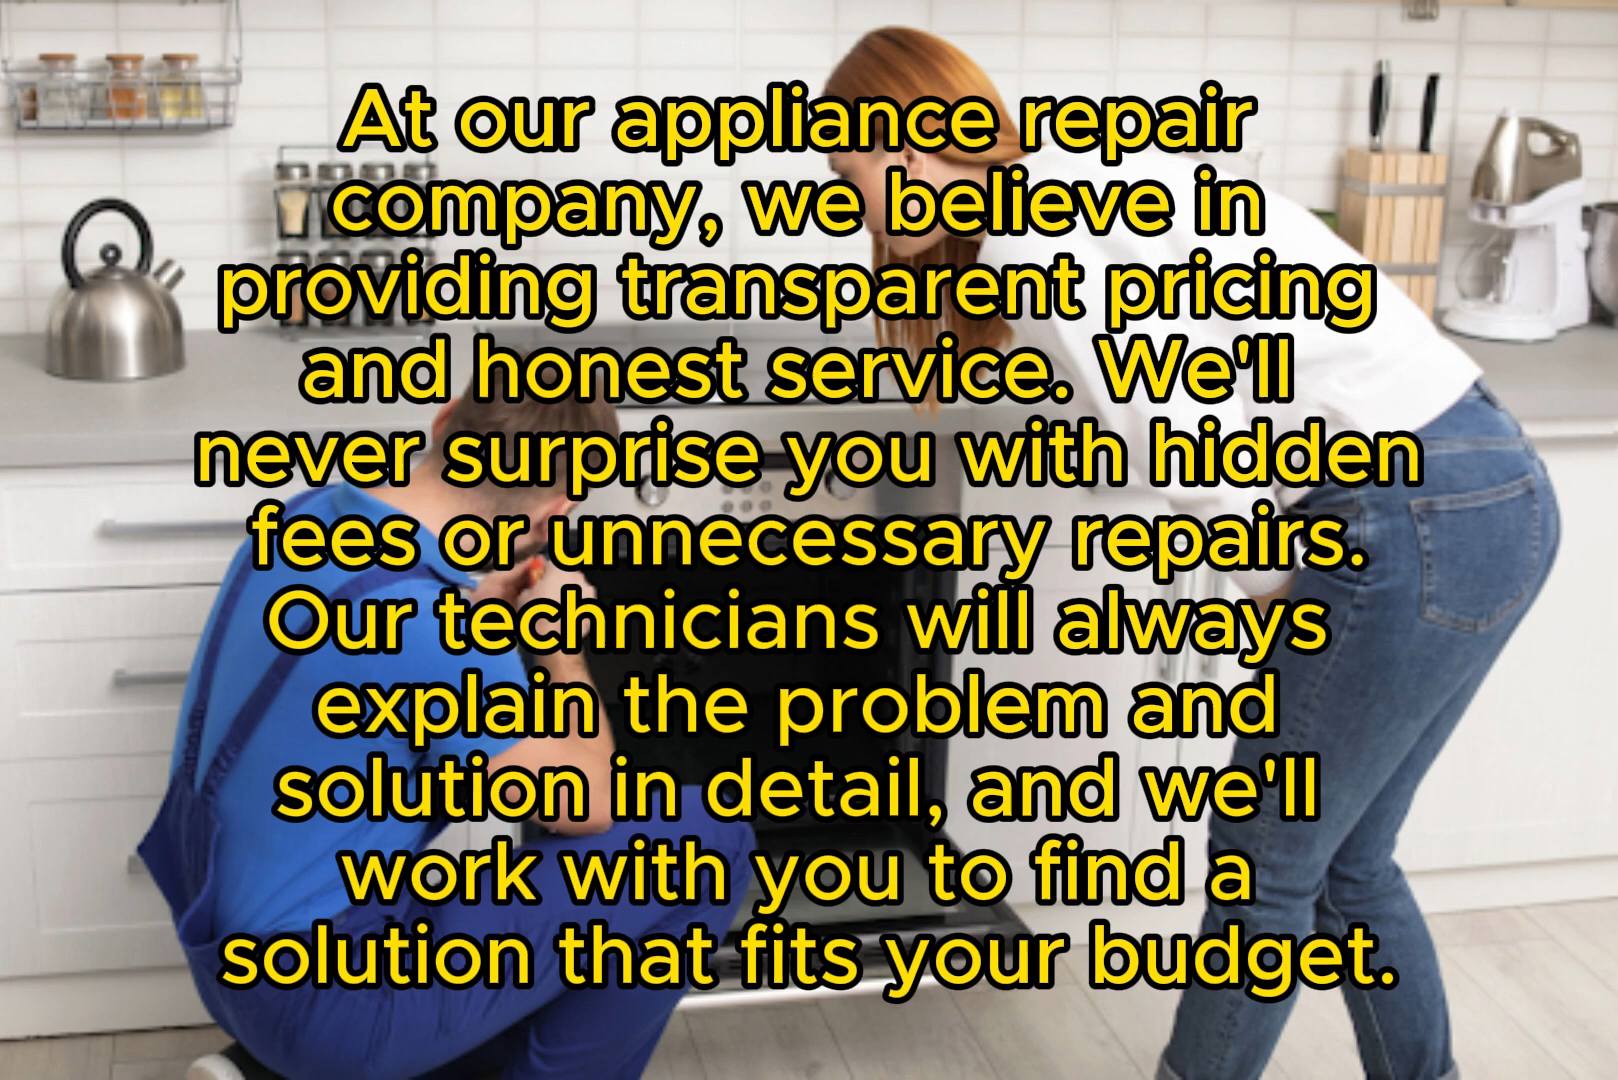 At our appliance repair
company, we believe in
providing transparent pricing
and honest service. We'll
never surprise you with hidden
fees or unnecessary repairs.
Our technicians will always
explain the problem and
solution in detail, and we'll
work with you to find a
solution that fits your budget.